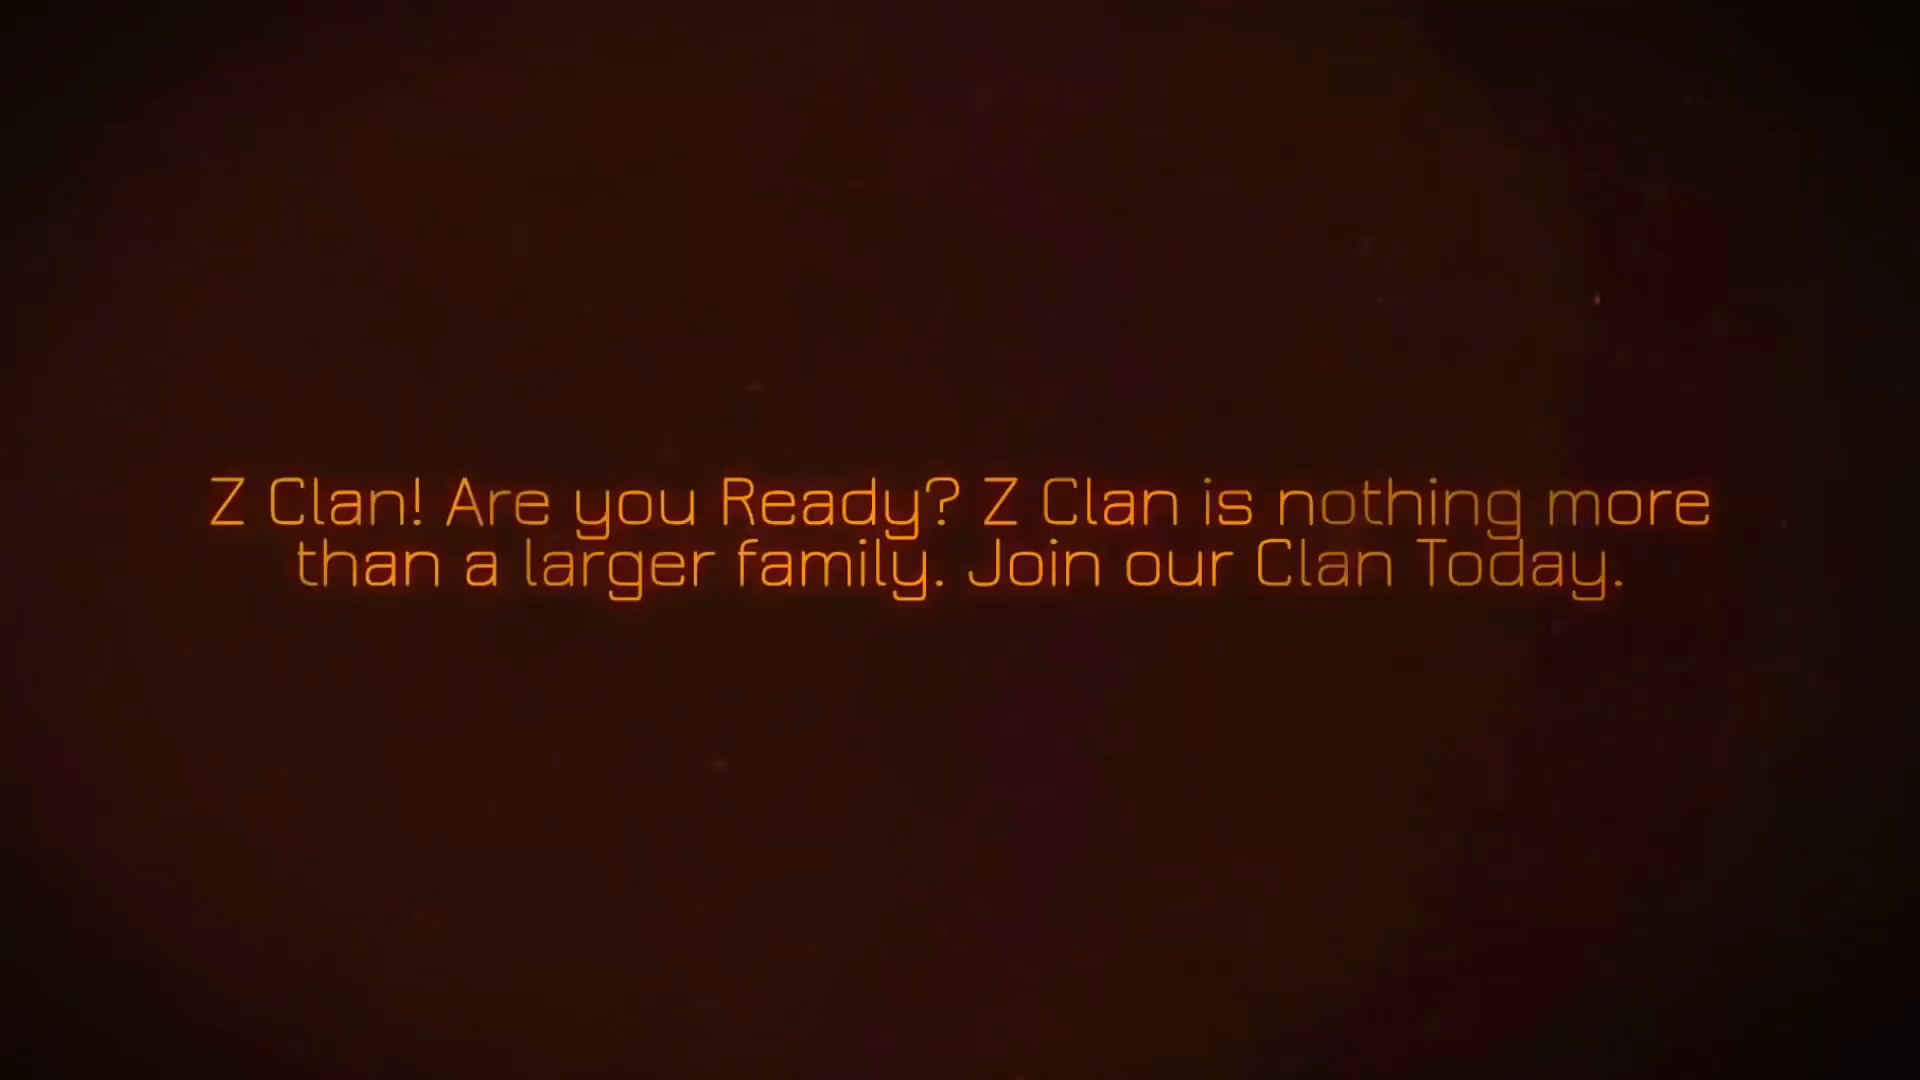 Z Clan! Are you Ready? Z Clan is nothing more
than a larger family. Join our Clan Today.